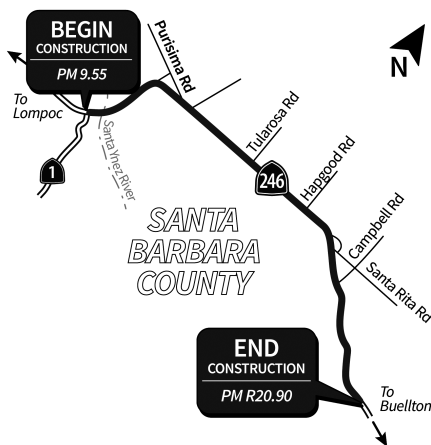 BEGIN
CONSTRUCTION
PM 9.55
To
Lompoc
Purisima Rd
N
Santa Ynez River
1
Tularosa Rd
246
Hapgood Rd
SANTA
BARBARA
COUNTY
Campbell Rd
Santa Rita Rd
END
CONSTRUCTION
PM R20.90
To
Buellton